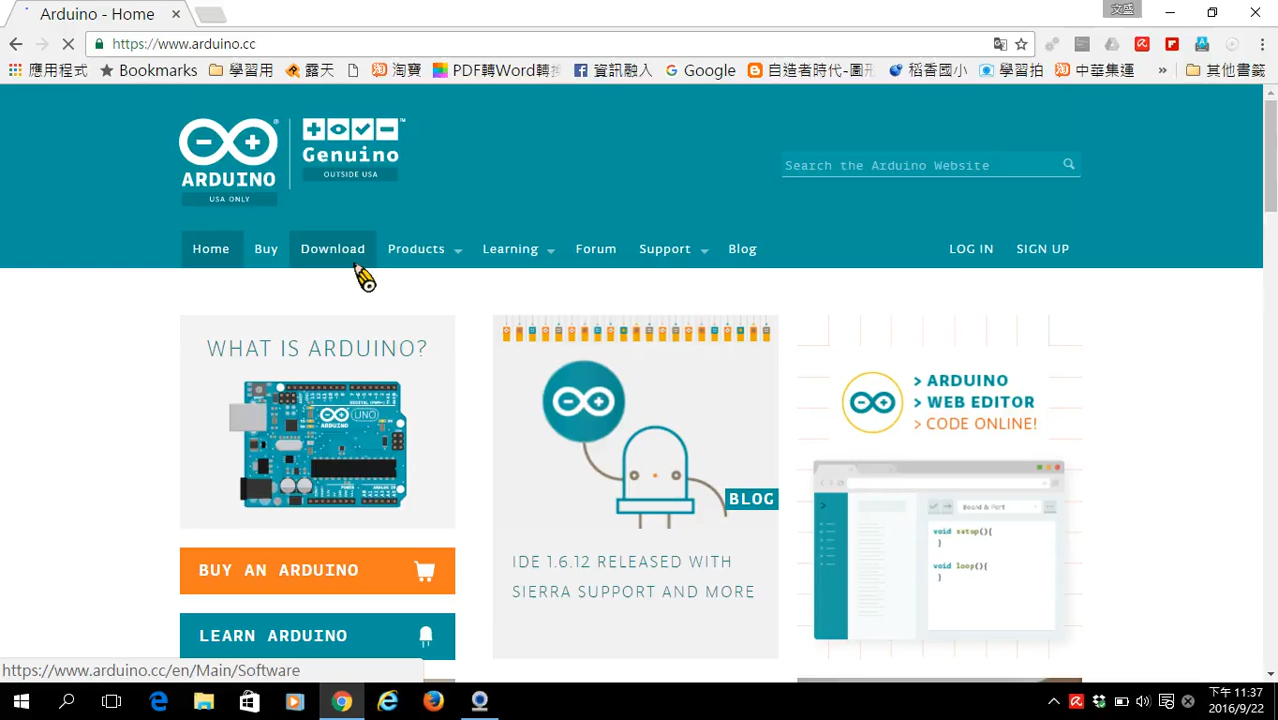 Arduino - Home
文盛
https://www.arduino.cc
應用程式
Bookmarks
學習用
露天
淘寶
PDF轉Word轉
資訊融入
Google
自造者時代-圖形
稻香國小
學習拍
中華集運
»
其他書籤
ARDUINO
USA ONLY
Genuino
OUTSIDE USA
Search the Arduino Website
Home
Buy
Download
Products
Learning
Forum
Support
Blog
LOG IN
SIGN UP
WHAT IS ARDUINO?
ARDUINO
UNO
BUY AN ARDUINO
LEARN ARDUINO
BLOG
IDE 1.6.12 RELEASED WITH
SIERRA SUPPORT AND MORE
> ARDUINO
> WEB EDITOR
> CODE ONLINE!
Board & Port
void setup(){
}
void loop(){
}
https://www.arduino.cc/en/Main/Software
下午 11:37
2016/9/22